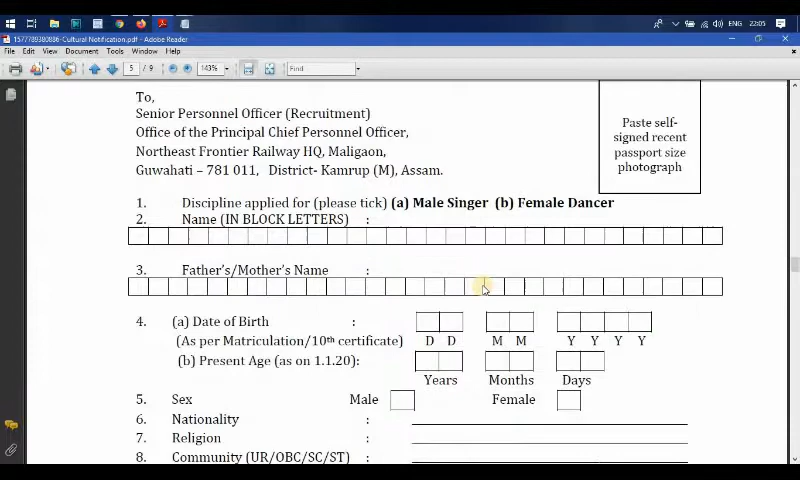 ENG 22:05
1577789380886-Cultural Notification.pdf - Adobe Reader
File Edit View Document Tools Window Help
5 / 9 143% Find
To,
Senior Personnel Officer (Recruitment)
Office of the Principal Chief Personnel Officer,
Northeast Frontier Railway HQ, Maligaon,
Guwahati – 781 011, District- Kamrup (M), Assam.
Paste self-
signed recent
passport size
photograph
1. Discipline applied for (please tick) (a) Male Singer (b) Female Dancer
2. Name (IN BLOCK LETTERS) :
3. Father's/Mother's Name :
4. (a) Date of Birth :
(As per Matriculation/10th certificate) D D M M Y Y Y Y
(b) Present Age (as on 1.1.20):
Years Months Days
5. Sex Male Female
6. Nationality :
7. Religion :
8. Community (UR/OBC/SC/ST) :